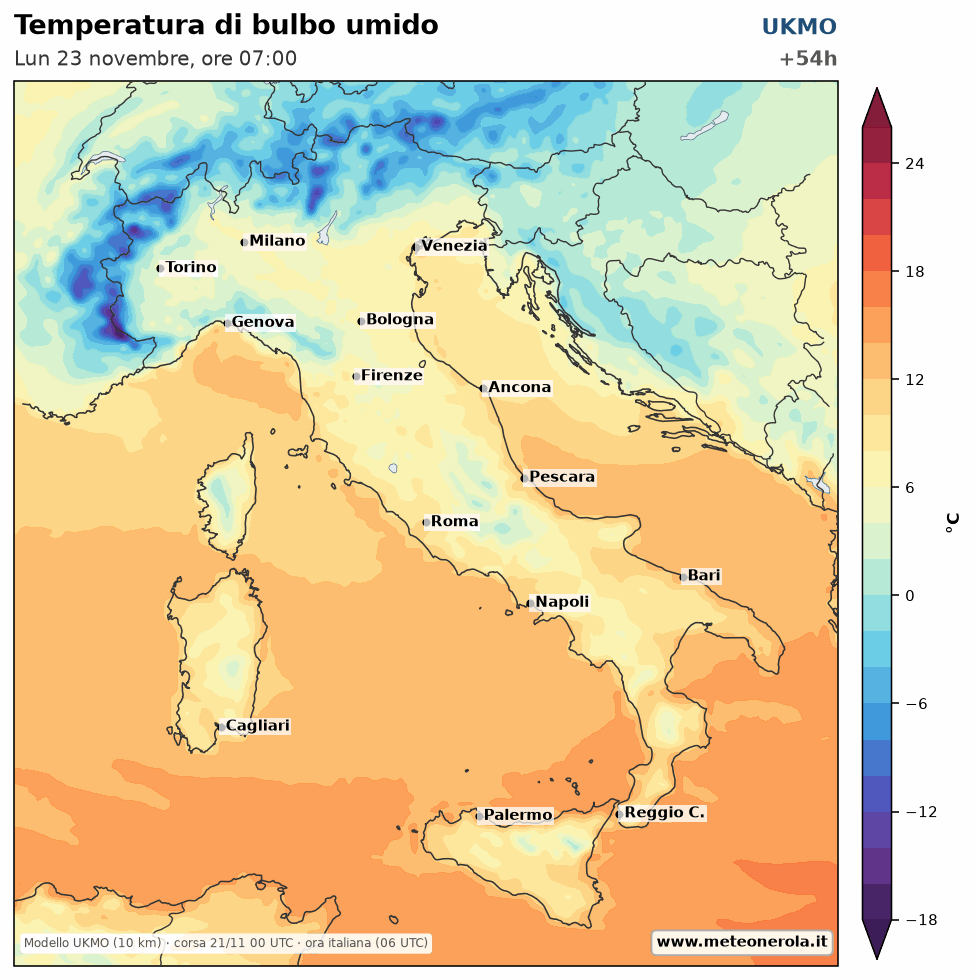 Temperatura di bulbo umido
UKMO
Lun 23 novembre, ore 07:00
+54h
Milano
Venezia
Torino
Genova
Bologna
Firenze
Ancona
Pescara
Roma
Bari
Napoli
Cagliari
Palermo
Reggio C.
24
18
12
6
0
−6
−12
−18
°C
Modello UKMO (10 km) · corsa 21/11 00 UTC · ora italiana (06 UTC)
www.meteonerola.it